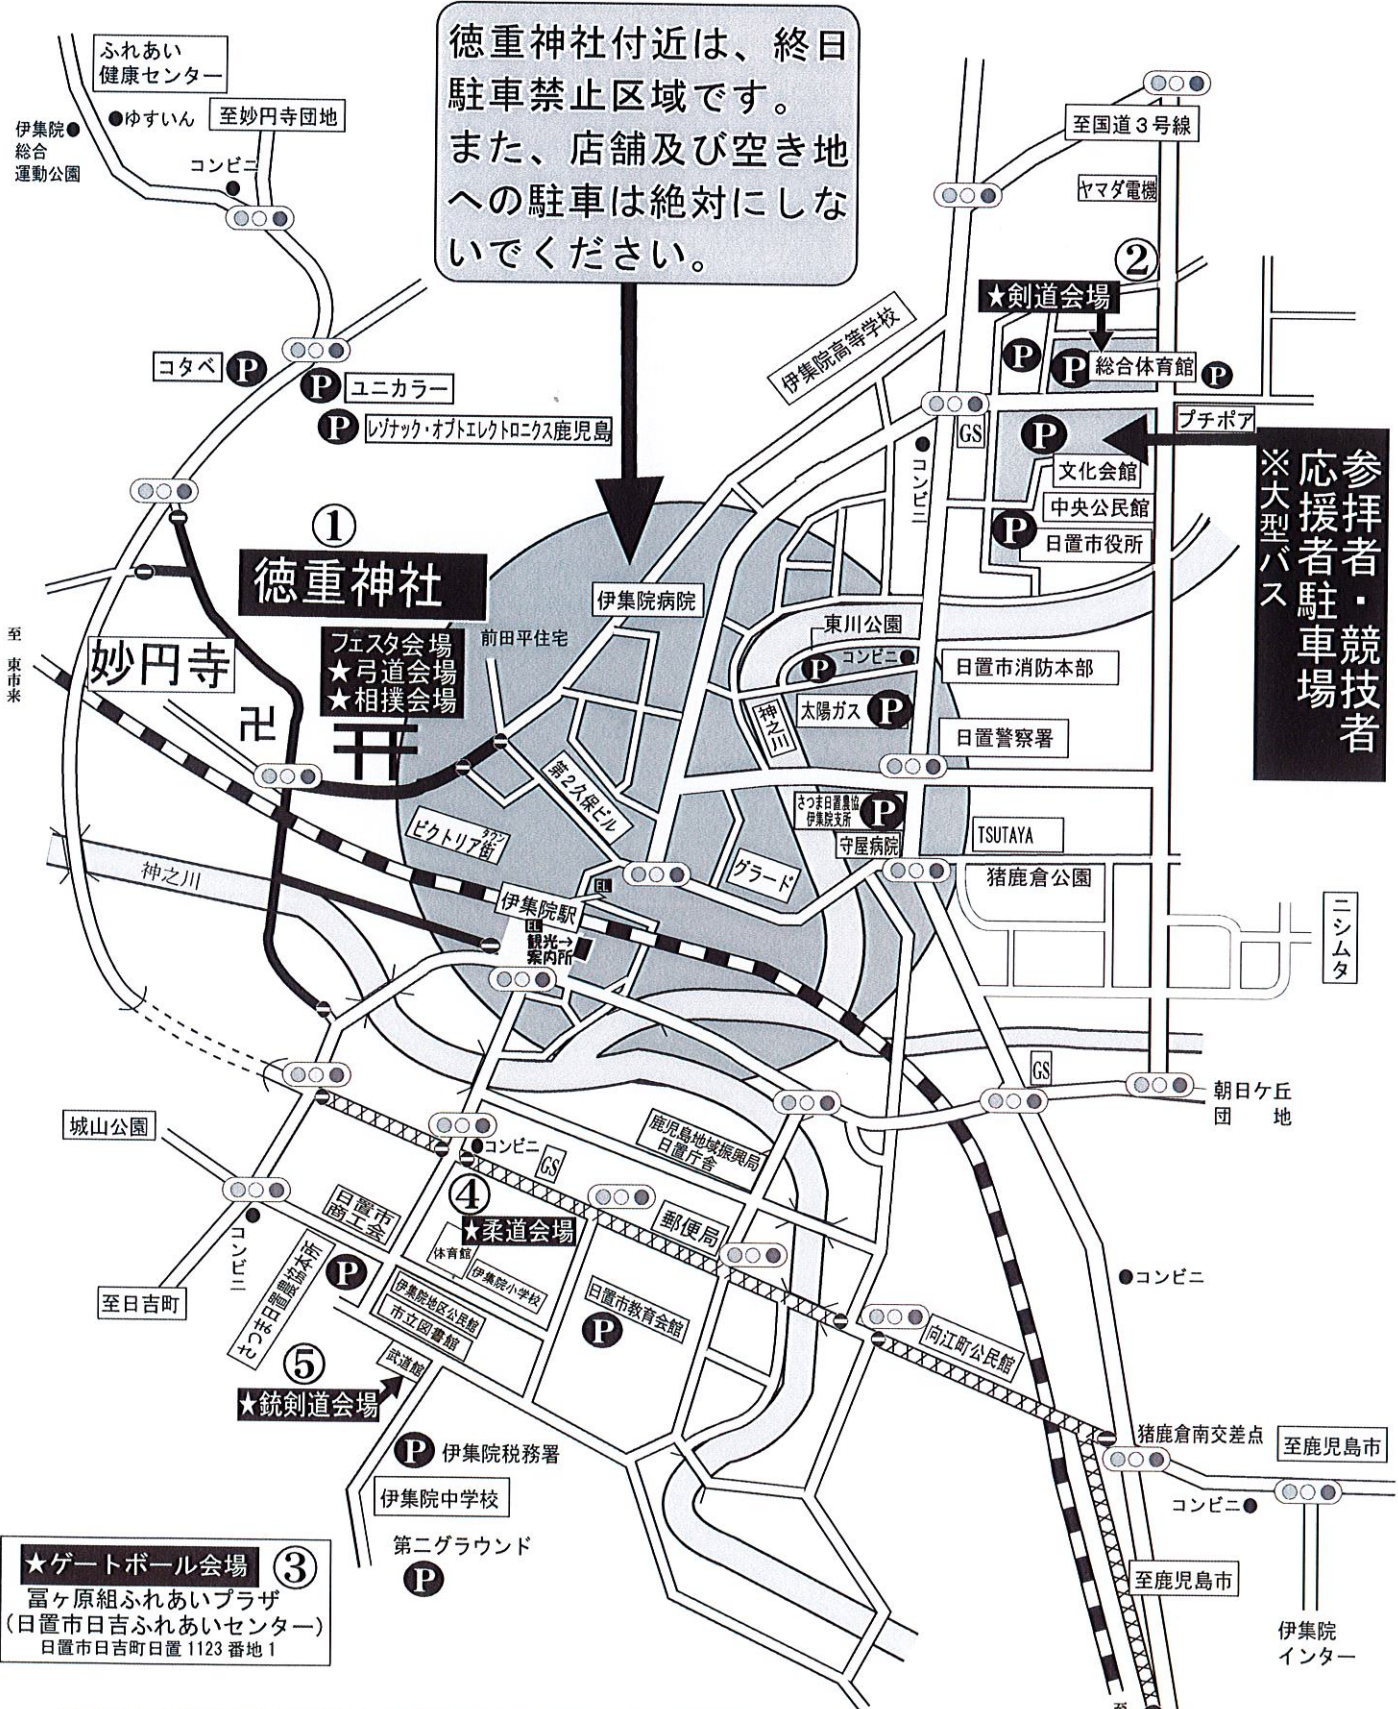 徳重神社付近は、終日
駐車禁止区域です。
また、店舗及び空き地
への駐車は絶対にしな
いでください。
ふれあい
健康センター
●ゆすいん
至妙円寺団地
伊集院●
総合
運動公園
コンビニ
至国道3号線
ヤマダ電機
②
★剣道会場
伊集院高等学校
P
P
総合体育館
P
コタベ
P
P
ユニカラー
P
レゾナック・オプトエレクトロニクス鹿児島
GS
コンビニ
P
プチポア
文化会館
中央公民館
P
日置市役所
参拝者・競技者
応援者駐車場
※大型バス
①
徳重神社
フェスタ会場
★弓道会場
★相撲会場
伊集院病院
前田平住宅
東川公園
P
コンビニ
日置市消防本部
至 東市来
妙円寺
卍
神之川
太陽ガス
P
日置警察署
第2久保ビル
さつま日置農協
伊集院支所
P
守屋病院
TSUTAYA
ビクトリア街
タウン
グラード
猪鹿倉公園
神之川
EL
伊集院駅
EL
観光→
案内所
ニシムタ
GS
朝日ケ丘
団 地
城山公園
コンビニ
GS
鹿児島地域振興局
日置庁舎
④
★柔道会場
郵便局
日置市
商工会
コンビニ
体育館
伊集院小学校
さつま日置農協本所
P
伊集院地区公民館
市立図書館
日置市教育会館
P
●コンビニ
至日吉町
武道館
⑤
★銃剣道会場
向江町公民館
猪鹿倉南交差点
至鹿児島市
P
伊集院税務署
伊集院中学校
コンビニ●
第二グラウンド
P
至鹿児島市
伊集院
インター
★ゲートボール会場
③
冨ヶ原組ふれあいプラザ
(日置市日吉ふれあいセンター)
日置市日吉町日置1123番地1
至